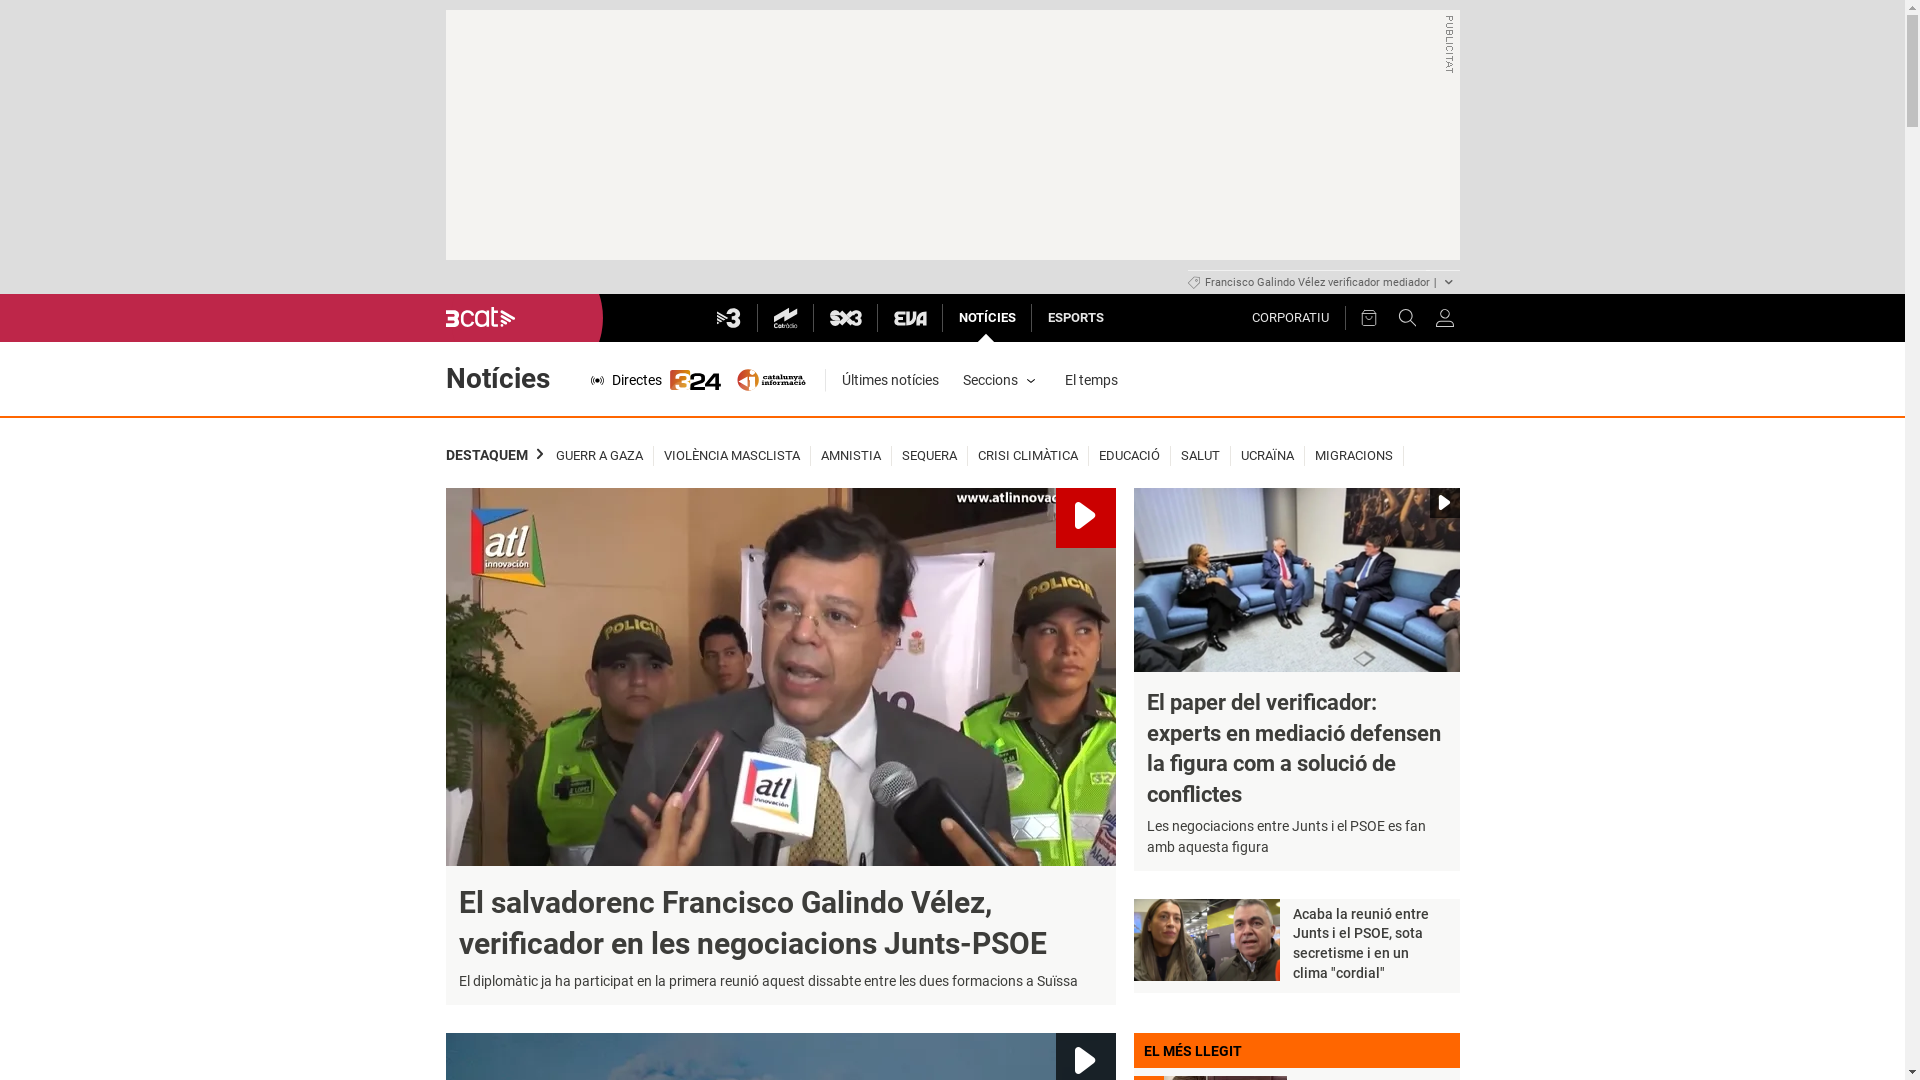 PUBLICITAT
Francisco Galindo Vélez verificador mediador |
3cat
3
Catràdio
SX3
EVA
NOTÍCIES
ESPORTS
CORPORATIU
Notícies
Directes
324
catalunya
informació
Últimes notícies
Seccions
El temps
DESTAQUEM
GUERR A GAZA
VIOLÈNCIA MASCLISTA
AMNISTIA
SEQUERA
CRISI CLIMÀTICA
EDUCACIÓ
SALUT
UCRAÏNA
MIGRACIONS
www.atlinnovac
atl
innovación
POLICIA
POLICIA
atl
innovación
El salvadorenc Francisco Galindo Vélez,
verificador en les negociacions Junts-PSOE
El diplomàtic ja ha participat en la primera reunió aquest dissabte entre les dues formacions a Suïssa
El paper del verificador:
experts en mediació defensen
la figura com a solució de
conflictes
Les negociacions entre Junts i el PSOE es fan
amb aquesta figura
Acaba la reunió entre
Junts i el PSOE, sota
secretisme i en un
clima "cordial"
EL MÉS LLEGIT